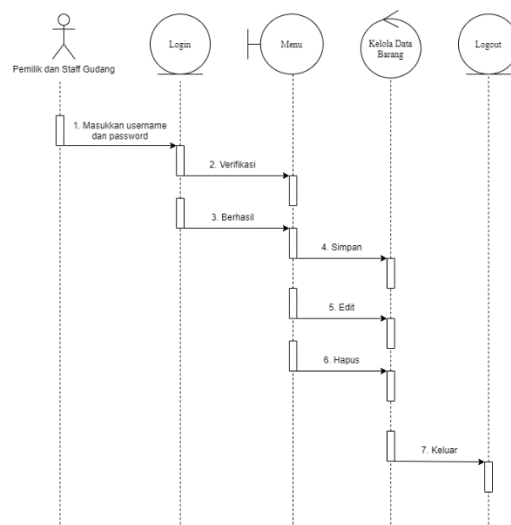 Pemilik dan Staff Gudang
Login
Menu
Kelola Data
Barang
Logout
1. Masukkan username
dan password
2. Verifikasi
3. Berhasil
4. Simpan
5. Edit
6. Hapus
7. Keluar